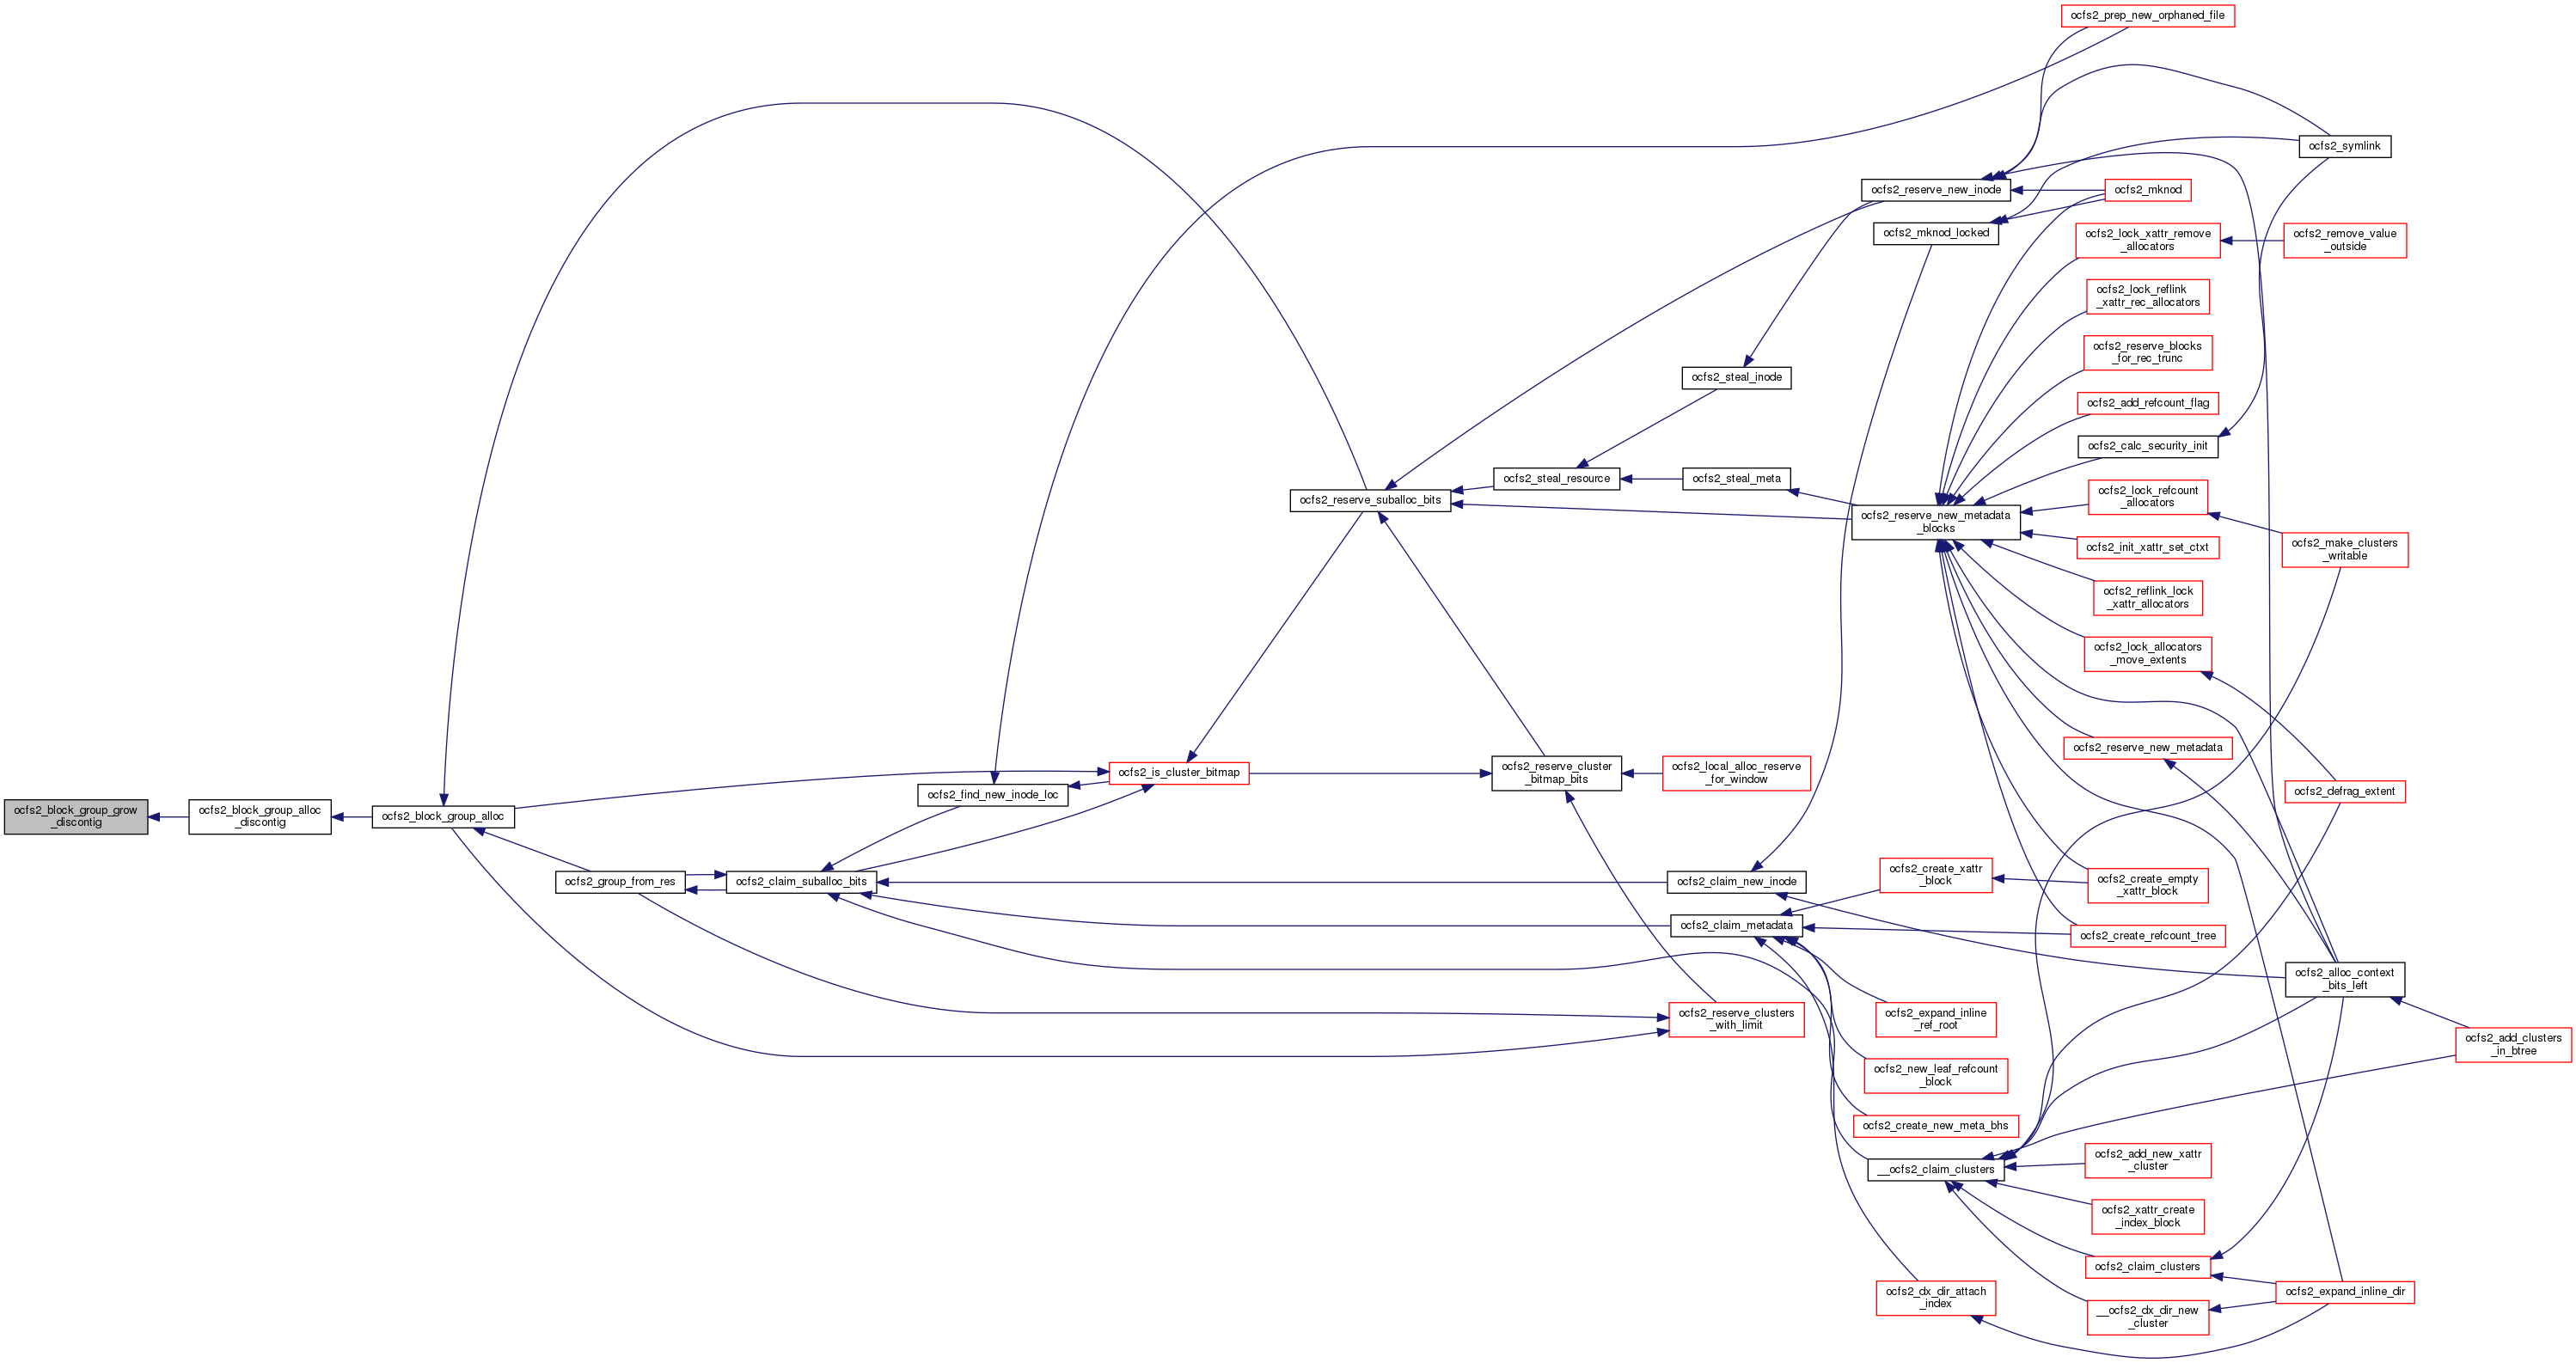 ocfs2_block_group_grow
_discontig
ocfs2_block_group_alloc
_discontig
ocfs2_block_group_alloc
ocfs2_group_from_res
ocfs2_claim_suballoc_bits
ocfs2_find_new_inode_loc
ocfs2_is_cluster_bitmap
ocfs2_reserve_suballoc_bits
ocfs2_steal_resource
ocfs2_reserve_cluster
_bitmap_bits
ocfs2_steal_inode
ocfs2_steal_meta
ocfs2_local_alloc_reserve
_for_window
ocfs2_claim_new_inode
ocfs2_claim_metadata
ocfs2_reserve_clusters
_with_limit
ocfs2_reserve_new_inode
ocfs2_mknod_locked
ocfs2_reserve_new_metadata
_blocks
ocfs2_create_xattr
_block
ocfs2_expand_inline
_ref_root
ocfs2_new_leaf_refcount
_block
ocfs2_create_new_meta_bhs
__ocfs2_claim_clusters
ocfs2_dx_dir_attach
_index
ocfs2_prep_new_orphaned_file
ocfs2_mknod
ocfs2_lock_xattr_remove
_allocators
ocfs2_lock_reflink
_xattr_rec_allocators
ocfs2_reserve_blocks
_for_rec_trunc
ocfs2_add_refcount_flag
ocfs2_calc_security_init
ocfs2_lock_refcount
_allocators
ocfs2_init_xattr_set_ctxt
ocfs2_reflink_lock
_xattr_allocators
ocfs2_lock_allocators
_move_extents
ocfs2_reserve_new_metadata
ocfs2_create_empty
_xattr_block
ocfs2_create_refcount_tree
ocfs2_add_new_xattr
_cluster
ocfs2_xattr_create
_index_block
ocfs2_claim_clusters
__ocfs2_dx_dir_new
_cluster
ocfs2_symlink
ocfs2_remove_value
_outside
ocfs2_make_clusters
_writable
ocfs2_defrag_extent
ocfs2_alloc_context
_bits_left
ocfs2_expand_inline_dir
ocfs2_add_clusters
_in_btree